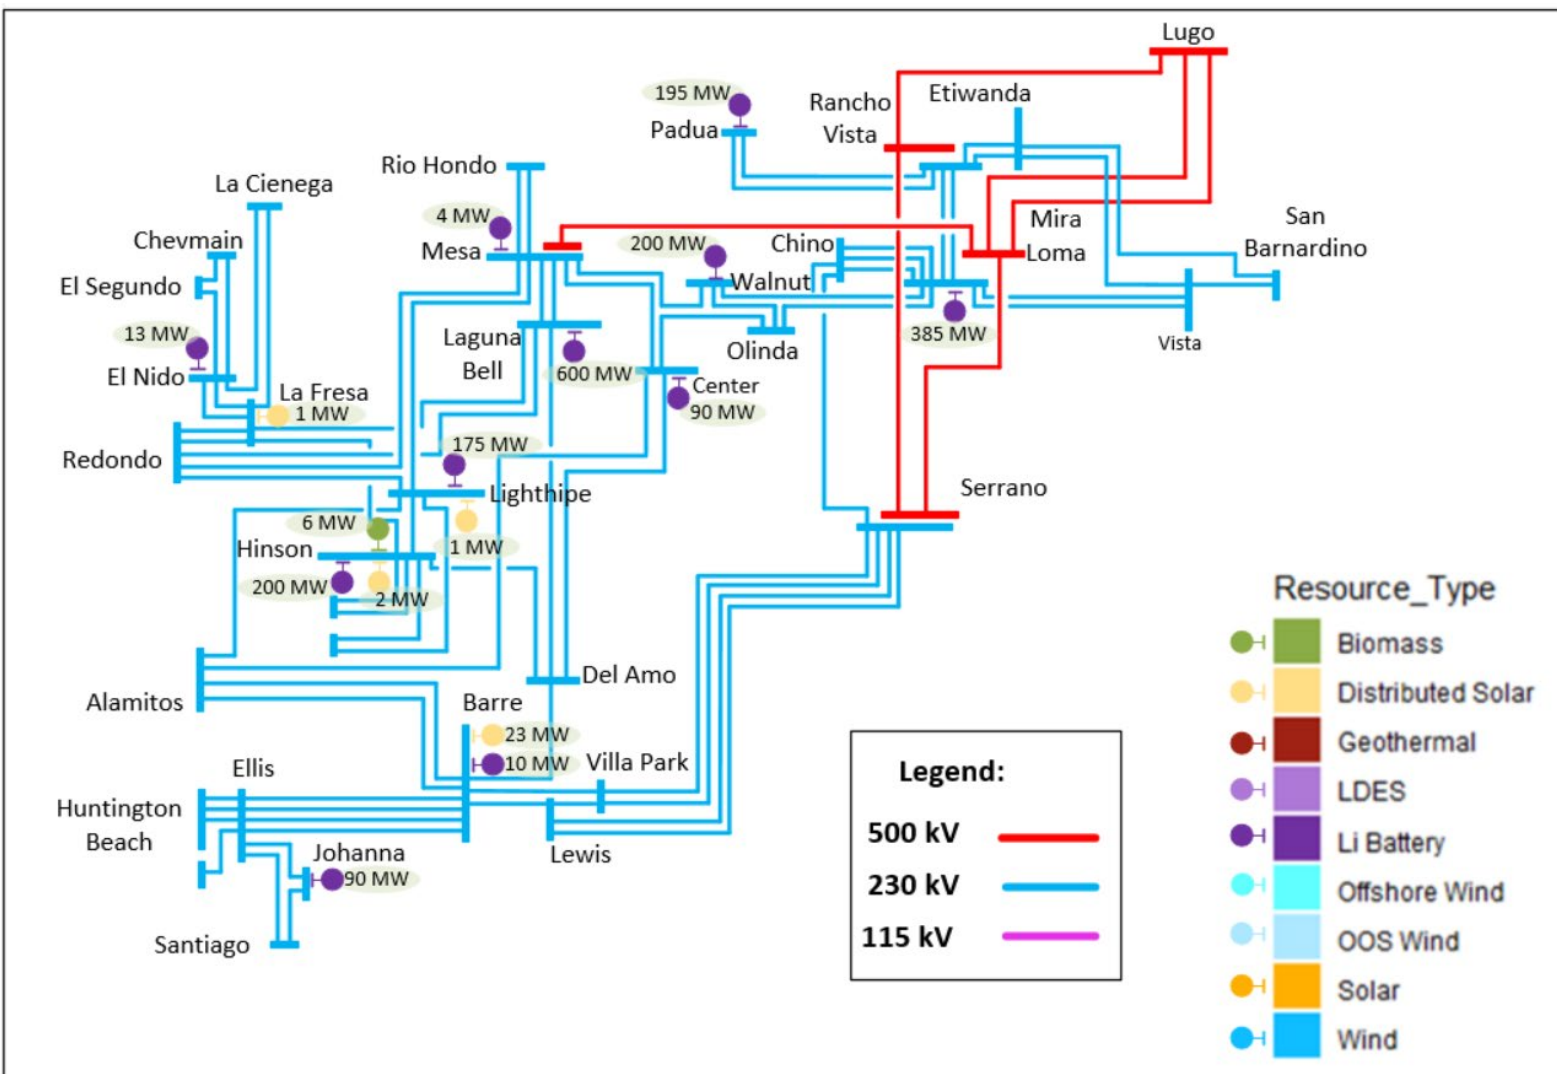 Lugo
195 MW
Rancho
Vista
Etiwanda
Padua
Rio Hondo
La Cienega
4 MW
Mesa
200 MW
Chino
Mira
Loma
San
Barnardino
Chevmain
El Segundo
Walnut
13 MW
El Nido
Laguna
Bell
Olinda
385 MW
Vista
600 MW
Center
90 MW
La Fresa
1 MW
Redondo
175 MW
Lighthipe
Serrano
6 MW
1 MW
Hinson
200 MW
2 MW
Alamitos
Del Amo
Barre
23 MW
10 MW
Villa Park
Ellis
Huntington
Beach
Lewis
Johanna
90 MW
Santiago
Legend:
500 kV
230 kV
115 kV
Resource_Type
Biomass
Distributed Solar
Geothermal
LDES
Li Battery
Offshore Wind
OOS Wind
Solar
Wind